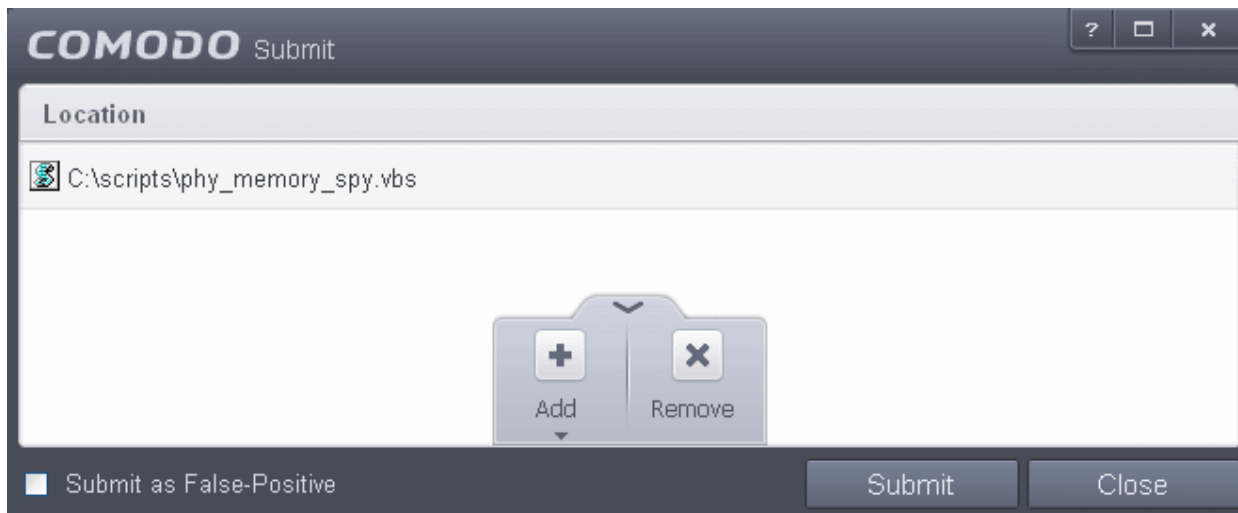 COMODO Submit
?
Location
C:\scripts\phy_memory_spy.vbs
Add
Remove
Submit as False-Positive
Submit
Close